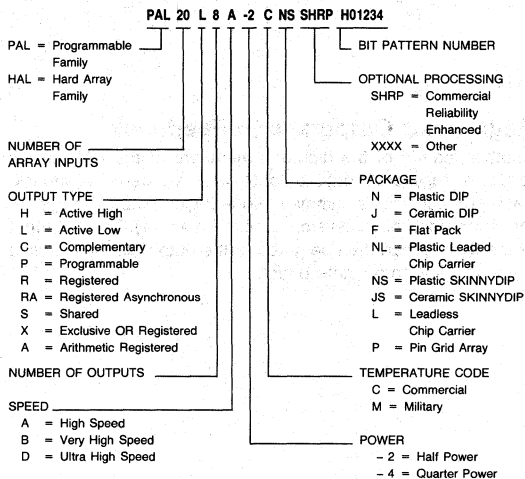 PAL 20 L 8 A -2 C NS SHRP H01234
PAL = Programmable
Family
HAL = Hard Array
Family
NUMBER OF
ARRAY INPUTS
OUTPUT TYPE
H = Active High
L = Active Low
C = Complementary
P = Programmable
R = Registered
RA = Registered Asynchronous
S = Shared
X = Exclusive OR Registered
A = Arithmetic Registered
NUMBER OF OUTPUTS
SPEED
A = High Speed
B = Very High Speed
D = Ultra High Speed
BIT PATTERN NUMBER
OPTIONAL PROCESSING
SHRP = Commercial
Reliability
Enhanced
XXXX = Other
PACKAGE
N = Plastic DIP
J = Ceramic DIP
F = Flat Pack
NL = Plastic Leaded
Chip Carrier
NS = Plastic SKINNYDIP
JS = Ceramic SKINNYDIP
L = Leadless
Chip Carrier
P = Pin Grid Array
TEMPERATURE CODE
C = Commercial
M = Military
POWER
- 2 = Half Power
- 4 = Quarter Power